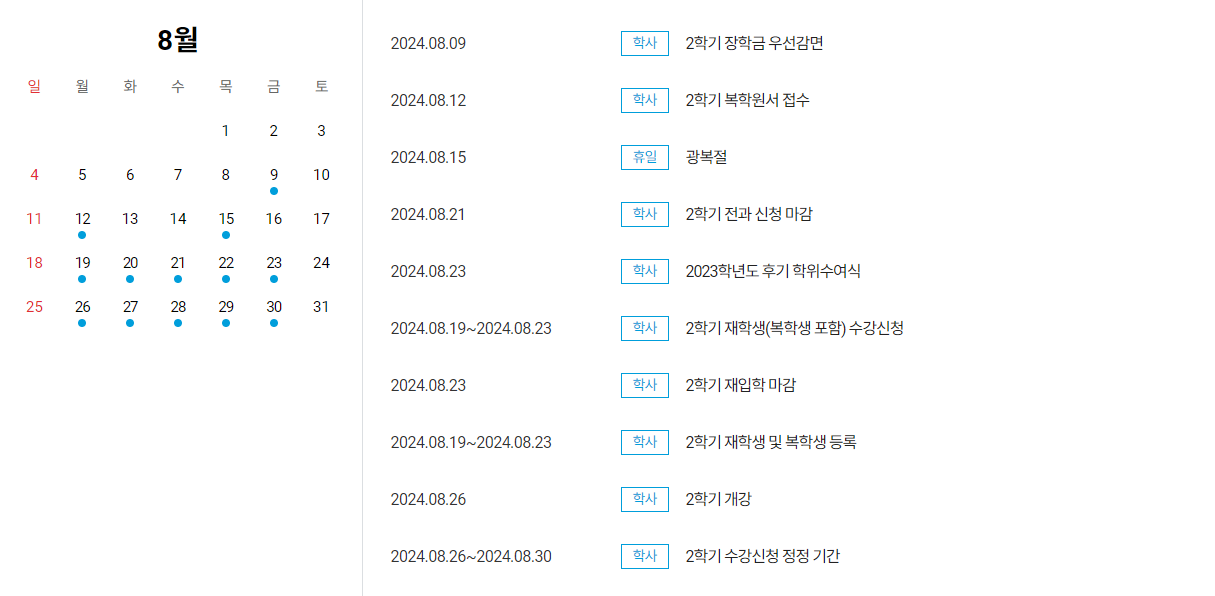 8월
일 월 화 수 목 금 토
1 2 3
4 5 6 7 8 9 10
11 12 13 14 15 16 17
18 19 20 21 22 23 24
25 26 27 28 29 30 31
2024.08.09 학사 2학기 장학금 우선감면
2024.08.12 학사 2학기 복학원서 접수
2024.08.15 휴일 광복절
2024.08.21 학사 2학기 전과 신청 마감
2024.08.23 학사 2023학년도 후기 학위수여식
2024.08.19~2024.08.23 학사 2학기 재학생(복학생 포함) 수강신청
2024.08.23 학사 2학기 재입학 마감
2024.08.19~2024.08.23 학사 2학기 재학생 및 복학생 등록
2024.08.26 학사 2학기 개강
2024.08.26~2024.08.30 학사 2학기 수강신청 정정 기간